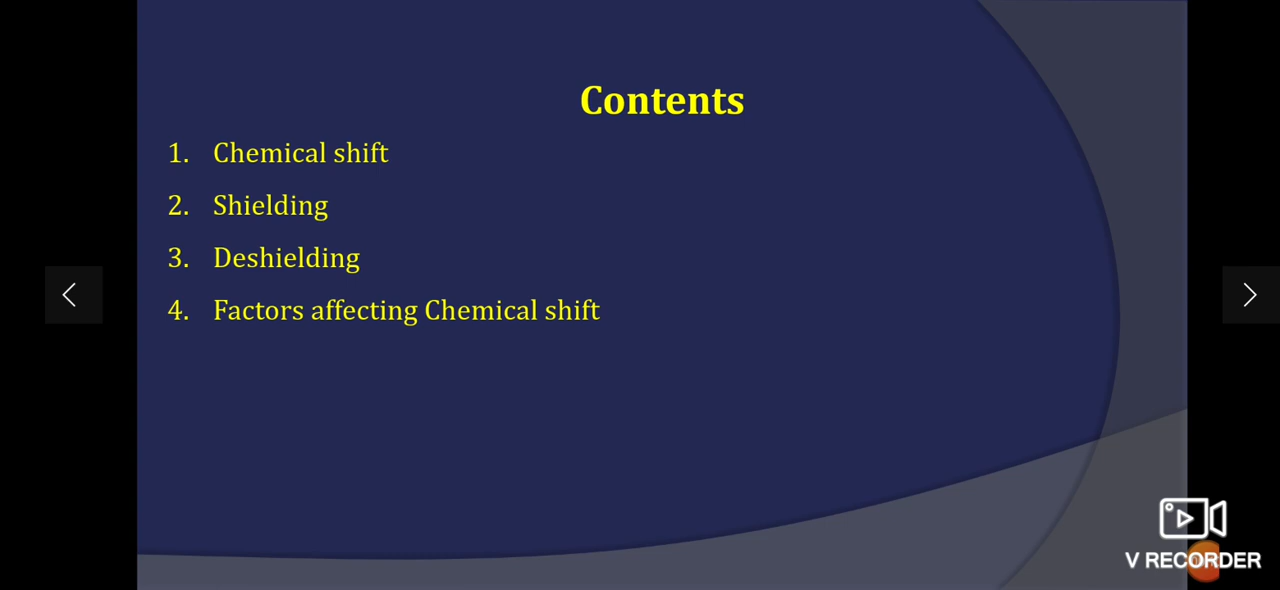 Contents
1. Chemical shift
2. Shielding
3. Deshielding
4. Factors affecting Chemical shift
V RECORDER